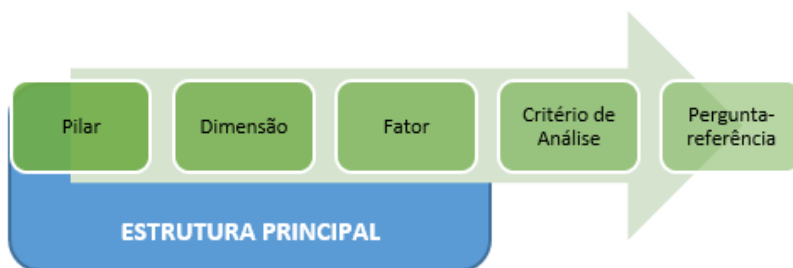 Pilar
Dimensão
Fator
Critério de
Análise
Pergunta-
referência
ESTRUTURA PRINCIPAL